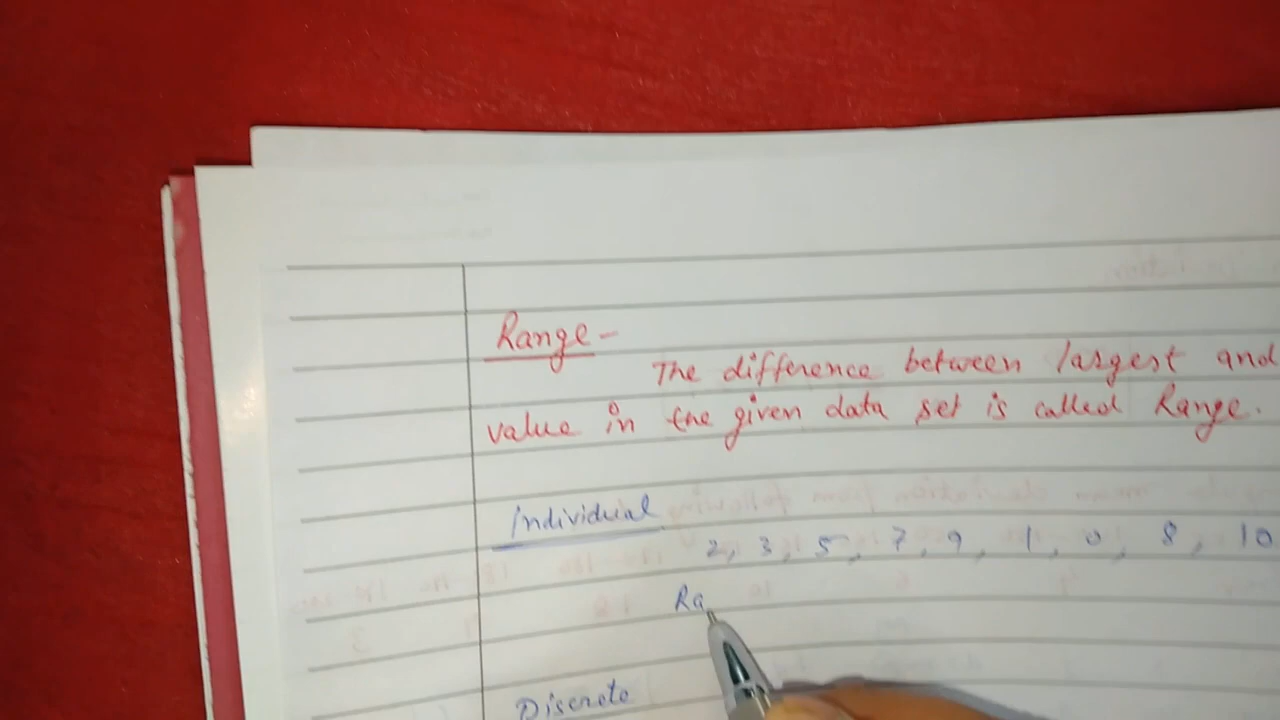 Range -
The difference between largest and
value in the given data set is called Range.
Individual
2, 3, 5, 7, 9, 1, 0, 8, 10
Ra
Discrete